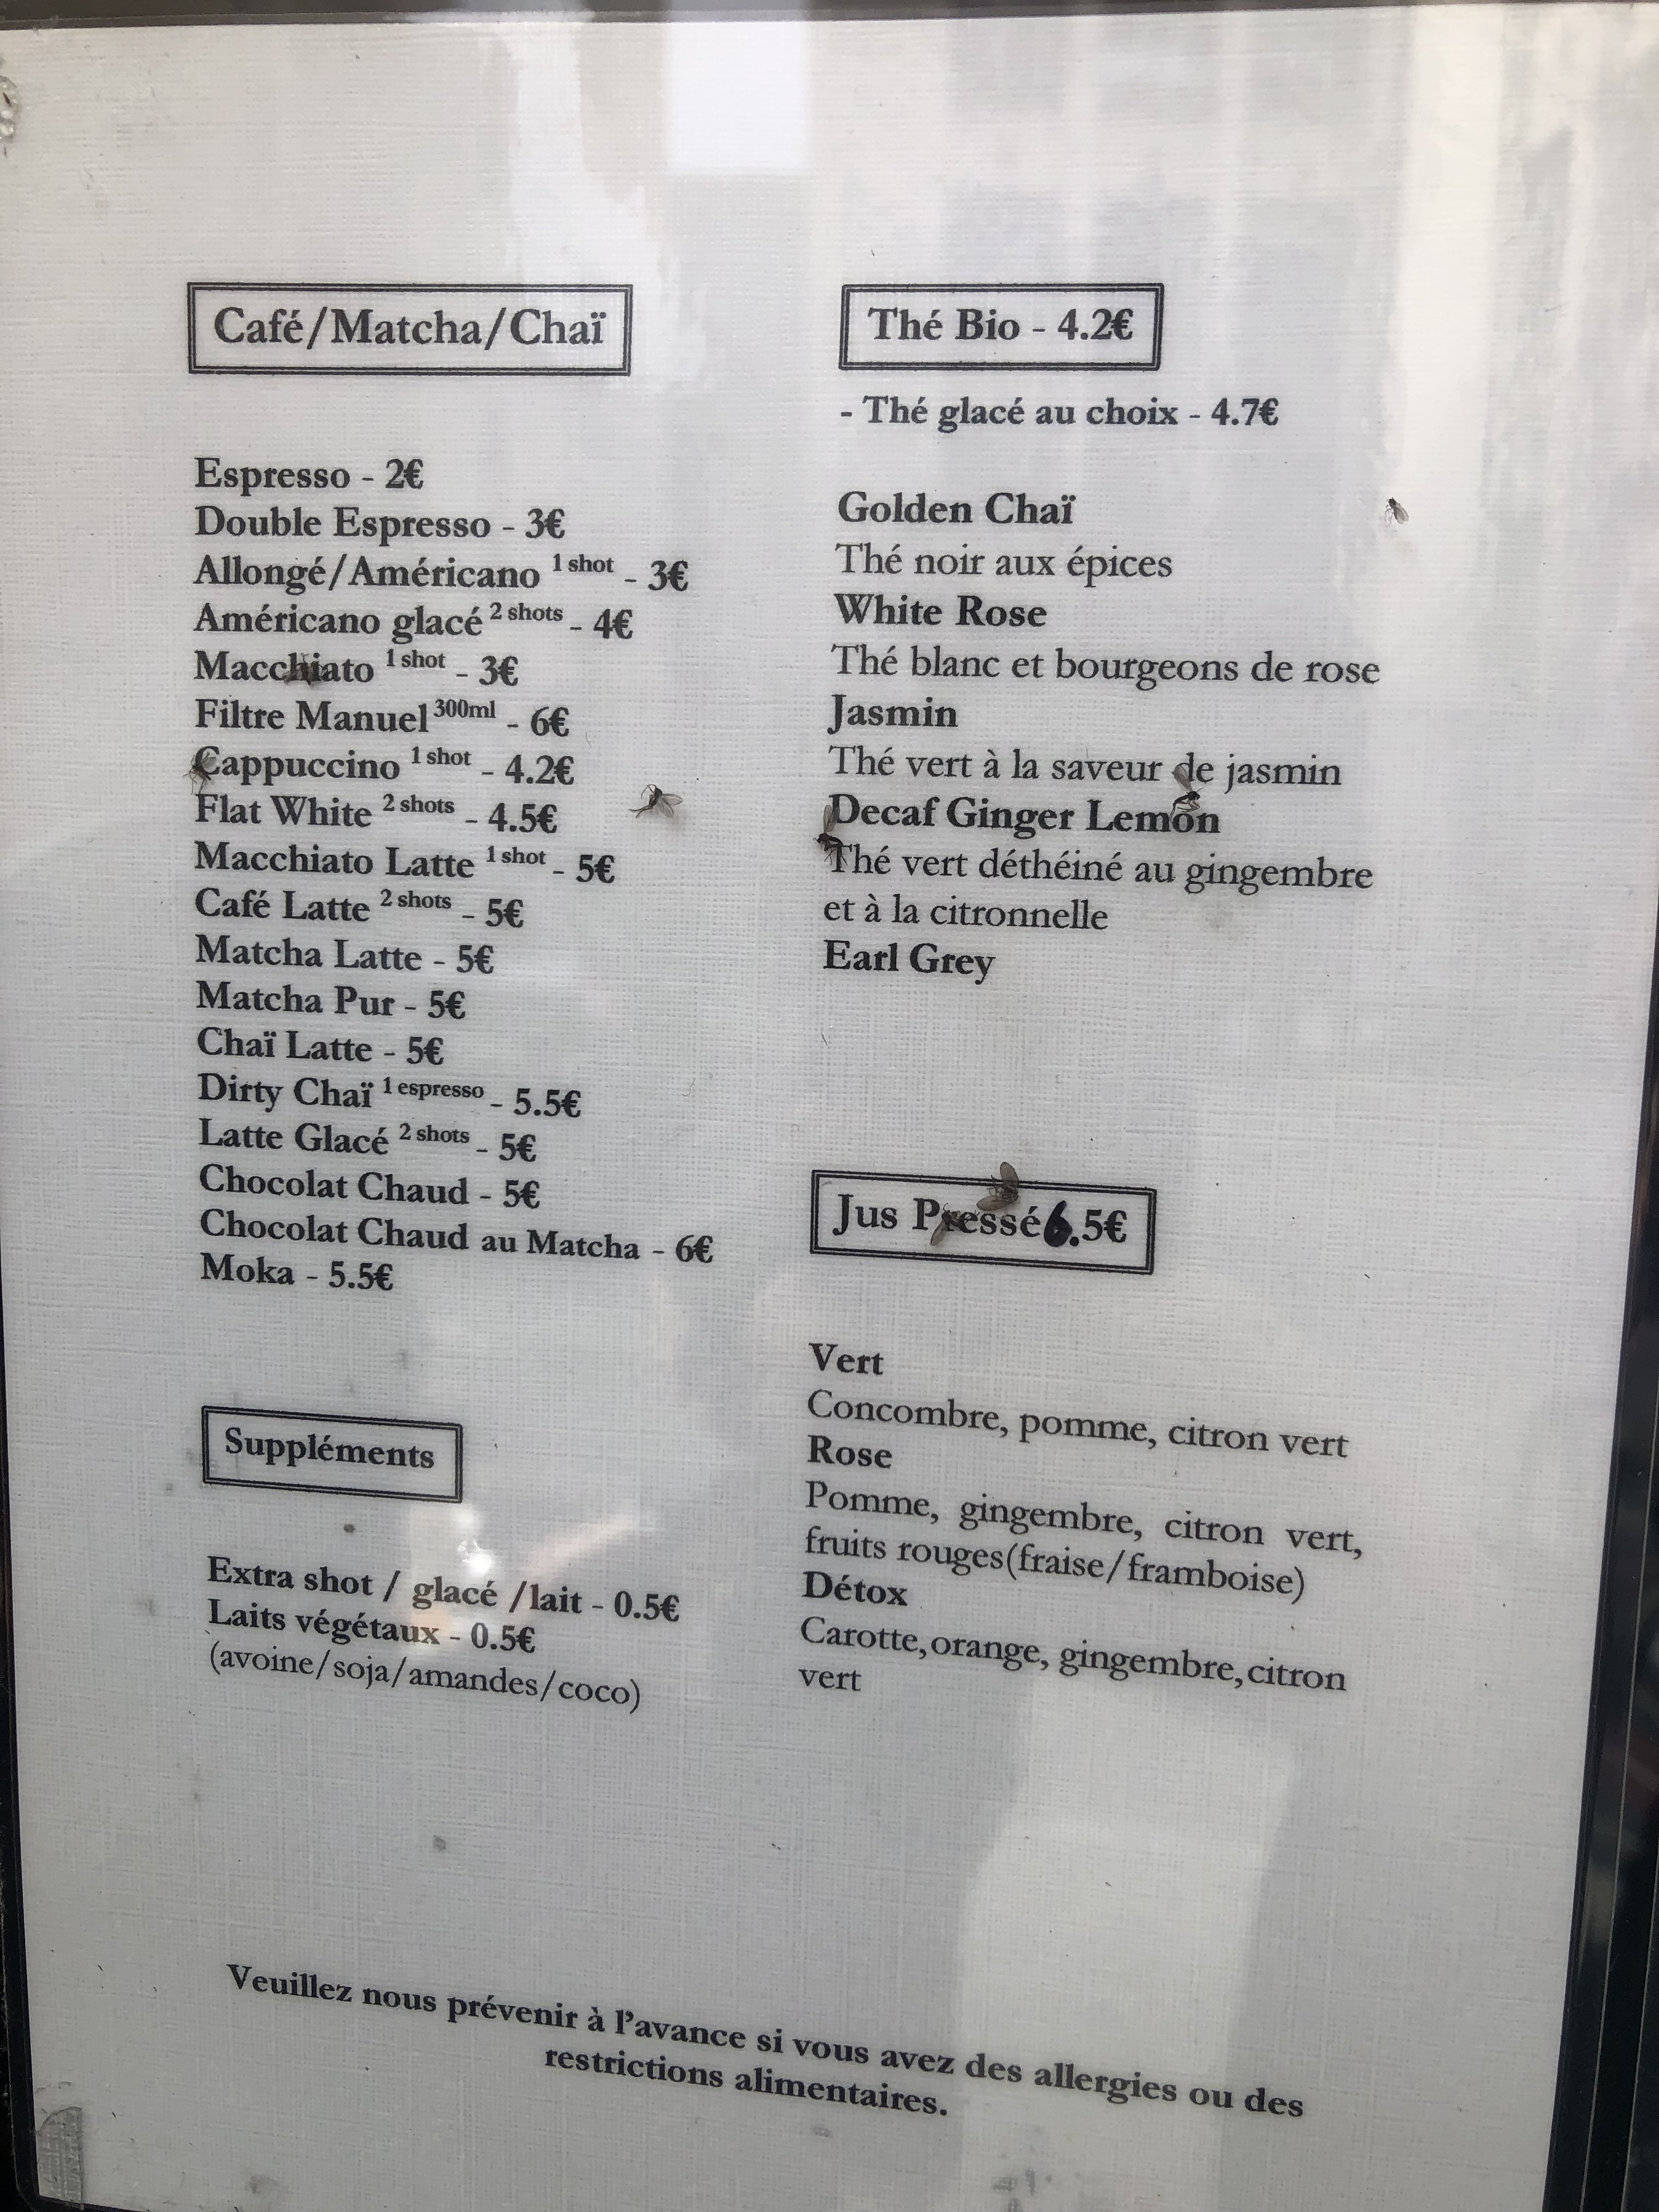 Café/Matcha/Chaï
Espresso - 2€
Double Espresso - 3€
Allongé/Américano 1 shot - 3€
Américano glacé 2 shots - 4€
Macchiato 1 shot - 3€
Filtre Manuel 300ml - 6€
Cappuccino 1 shot - 4.2€
Flat White 2 shots - 4.5€
Macchiato Latte 1 shot - 5€
Café Latte 2 shots - 5€
Matcha Latte - 5€
Matcha Pur - 5€
Chaï Latte - 5€
Dirty Chaï 1 espresso - 5.5€
Latte Glacé 2 shots - 5€
Chocolat Chaud - 5€
Chocolat Chaud au Matcha - 6€
Moka - 5.5€
Suppléments
Extra shot / glacé /lait - 0.5€
Laits végétaux - 0.5€
(avoine/soja/amandes/coco)
Thé Bio - 4.2€
- Thé glacé au choix - 4.7€
Golden Chaï
Thé noir aux épices
White Rose
Thé blanc et bourgeons de rose
Jasmin
Thé vert à la saveur de jasmin
Decaf Ginger Lemon
Thé vert déthéiné au gingembre
et à la citronnelle
Earl Grey
Jus Pressé 6.5€
Vert
Concombre, pomme, citron vert
Rose
Pomme, gingembre, citron vert,
fruits rouges(fraise/framboise)
Détox
Carotte,orange, gingembre,citron
vert
Veuillez nous prévenir à l'avance si vous avez des allergies ou des
restrictions alimentaires.